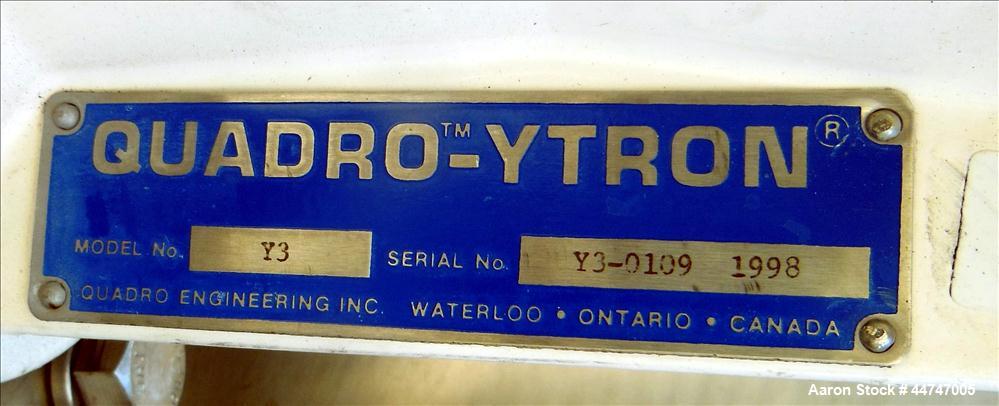 QUADRO™-YTRON®
MODEL No. Y3 SERIAL No. Y3-0109 1998
QUADRO ENGINEERING INC. WATERLOO • ONTARIO • CANADA
Aaron Stock # 44747005